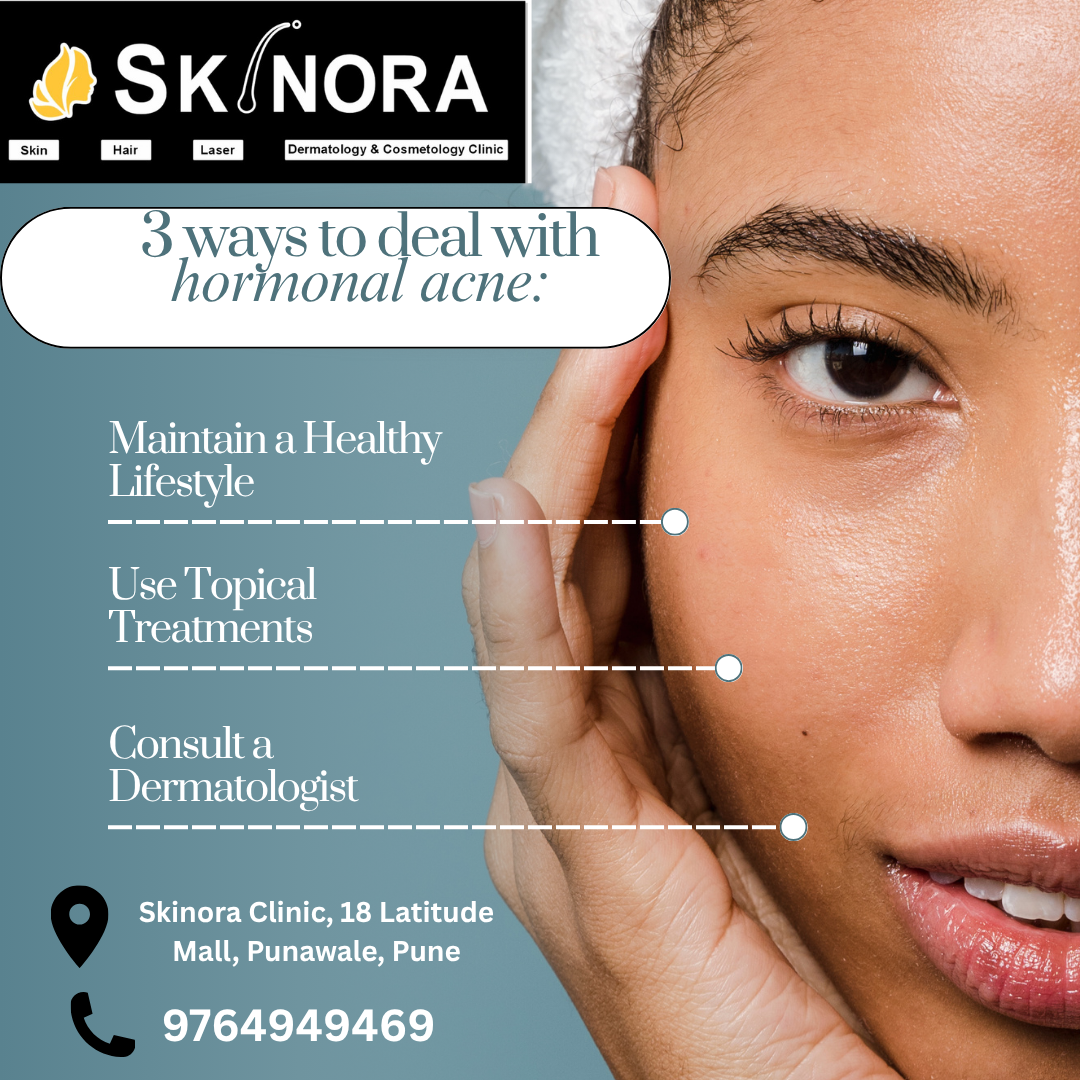 SKINORA
Skin Hair Laser Dermatology & Cosmetology Clinic
3 ways to deal with
hormonal acne:
Maintain a Healthy
Lifestyle
Use Topical
Treatments
Consult a
Dermatologist
Skinora Clinic, 18 Latitude
Mall, Punawale, Pune
9764949469